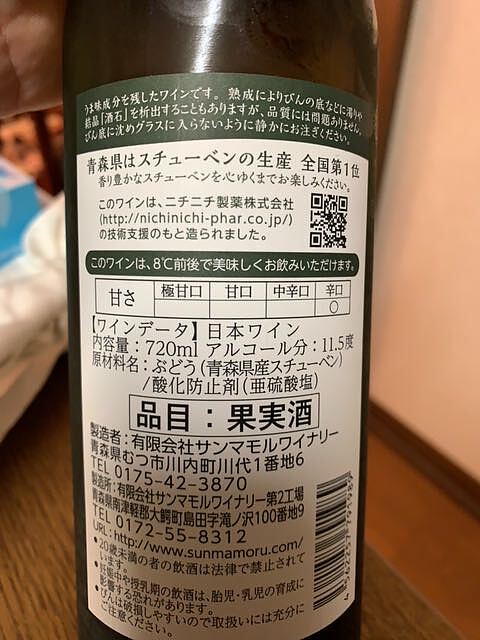 うま味成分を残したワインです。熟成によりびんの底などに濁りや
結晶「酒石」を析出することもありますが、品質には問題ありません。
びん底に沈めグラスに入らないように静かにお注ぎください。
青森県はスチューベンの生産 全国第1位
香り豊かなスチューベンを心ゆくまでお楽しみください。
このワインは、ニチニチ製薬株式会社
(http://nichinichi-phar.co.jp/)
の技術支援のもと造られました。
このワインは、8℃前後で美味しくお飲みいただけます。
甘さ 極甘口 甘口 中辛口 辛口
○
【ワインデータ】日本ワイン
内容量：720ml アルコール分：11.5度
原材料名：ぶどう(青森県産スチューベン)
/酸化防止剤(亜硫酸塩)
品目：果実酒
製造者：有限会社サンマモルワイナリー
青森県むつ市川内町川代1番地6
TEL 0175-42-3870
製造所：有限会社サンマモルワイナリー第2工場
青森県南津軽郡大鰐町島田字滝ノ沢100番地9
TEL 0172-55-8312
URL：http://www.sunmamoru.com/
●20歳未満の者の飲酒は法律で禁止されて
います。
●妊娠中や授乳期の飲酒は、胎児・乳児の育成に
影響する恐れがあります。
●びんは破損しやすいので取扱いには充分に
ご注意ください。